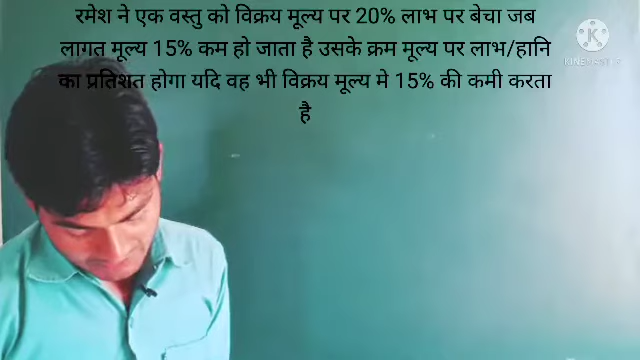 रमेश ने एक वस्तु को विक्रय मूल्य पर 20% लाभ पर बेचा जब
लागत मूल्य 15% कम हो जाता है उसके क्रम मूल्य पर लाभ/हानि
का प्रतिशत होगा यदि वह भी विक्रय मूल्य मे 15% की कमी करता
है